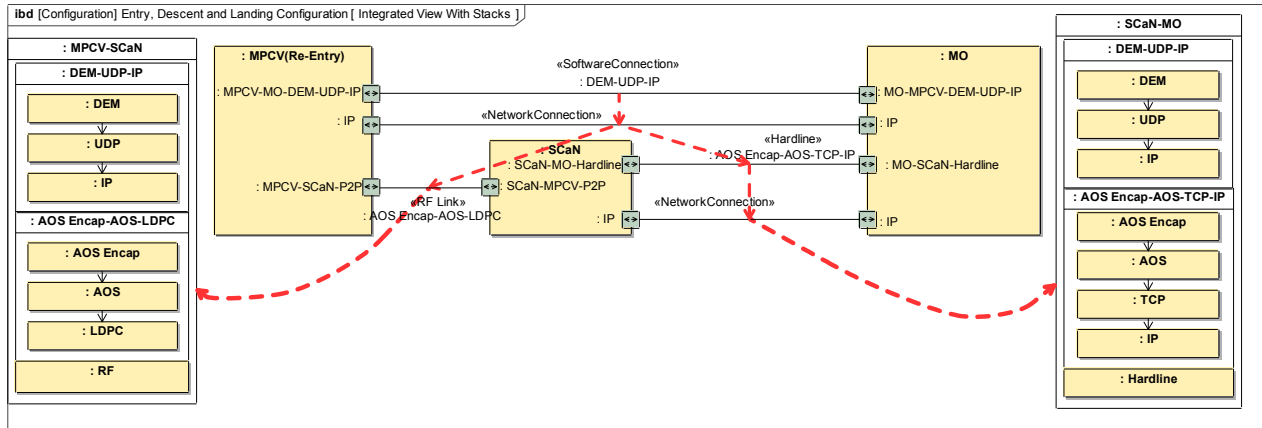 ibd [Configuration] Entry, Descent and Landing Configuration [ Integrated View With Stacks ]
: MPCV-SCaN
: DEM-UDP-IP
: DEM
: UDP
: IP
: AOS Encap-AOS-LDPC
: AOS Encap
: AOS
: LDPC
: RF
: MPCV(Re-Entry)
: MPCV-MO-DEM-UDP-IP
: IP
: MPCV-SCaN-P2P
«SoftwareConnection»
: DEM-UDP-IP
«NetworkConnection»
«RF Link»
: AOS Encap-AOS-LDPC
: SCaN
: SCaN-MO-Hardline
: SCaN-MPCV-P2P
: IP
«Hardline»
: AOS Encap-AOS-TCP-IP
«NetworkConnection»
: MO
: MO-MPCV-DEM-UDP-IP
: IP
: MO-SCaN-Hardline
: IP
: SCaN-MO
: DEM-UDP-IP
: DEM
: UDP
: IP
: AOS Encap-AOS-TCP-IP
: AOS Encap
: AOS
: TCP
: IP
: Hardline